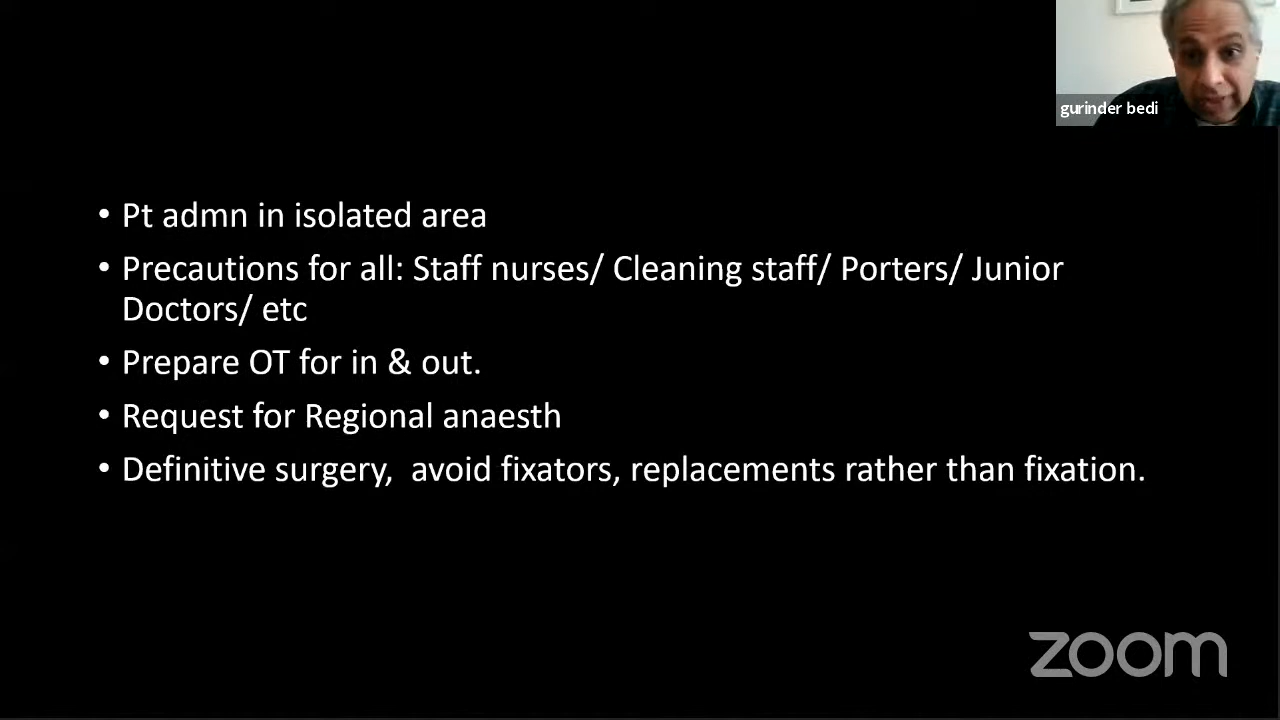 gurinder bedi
• Pt admn in isolated area
• Precautions for all: Staff nurses/ Cleaning staff/ Porters/ Junior
Doctors/ etc
• Prepare OT for in & out.
• Request for Regional anaesth
• Definitive surgery,  avoid fixators, replacements rather than fixation.
zoom